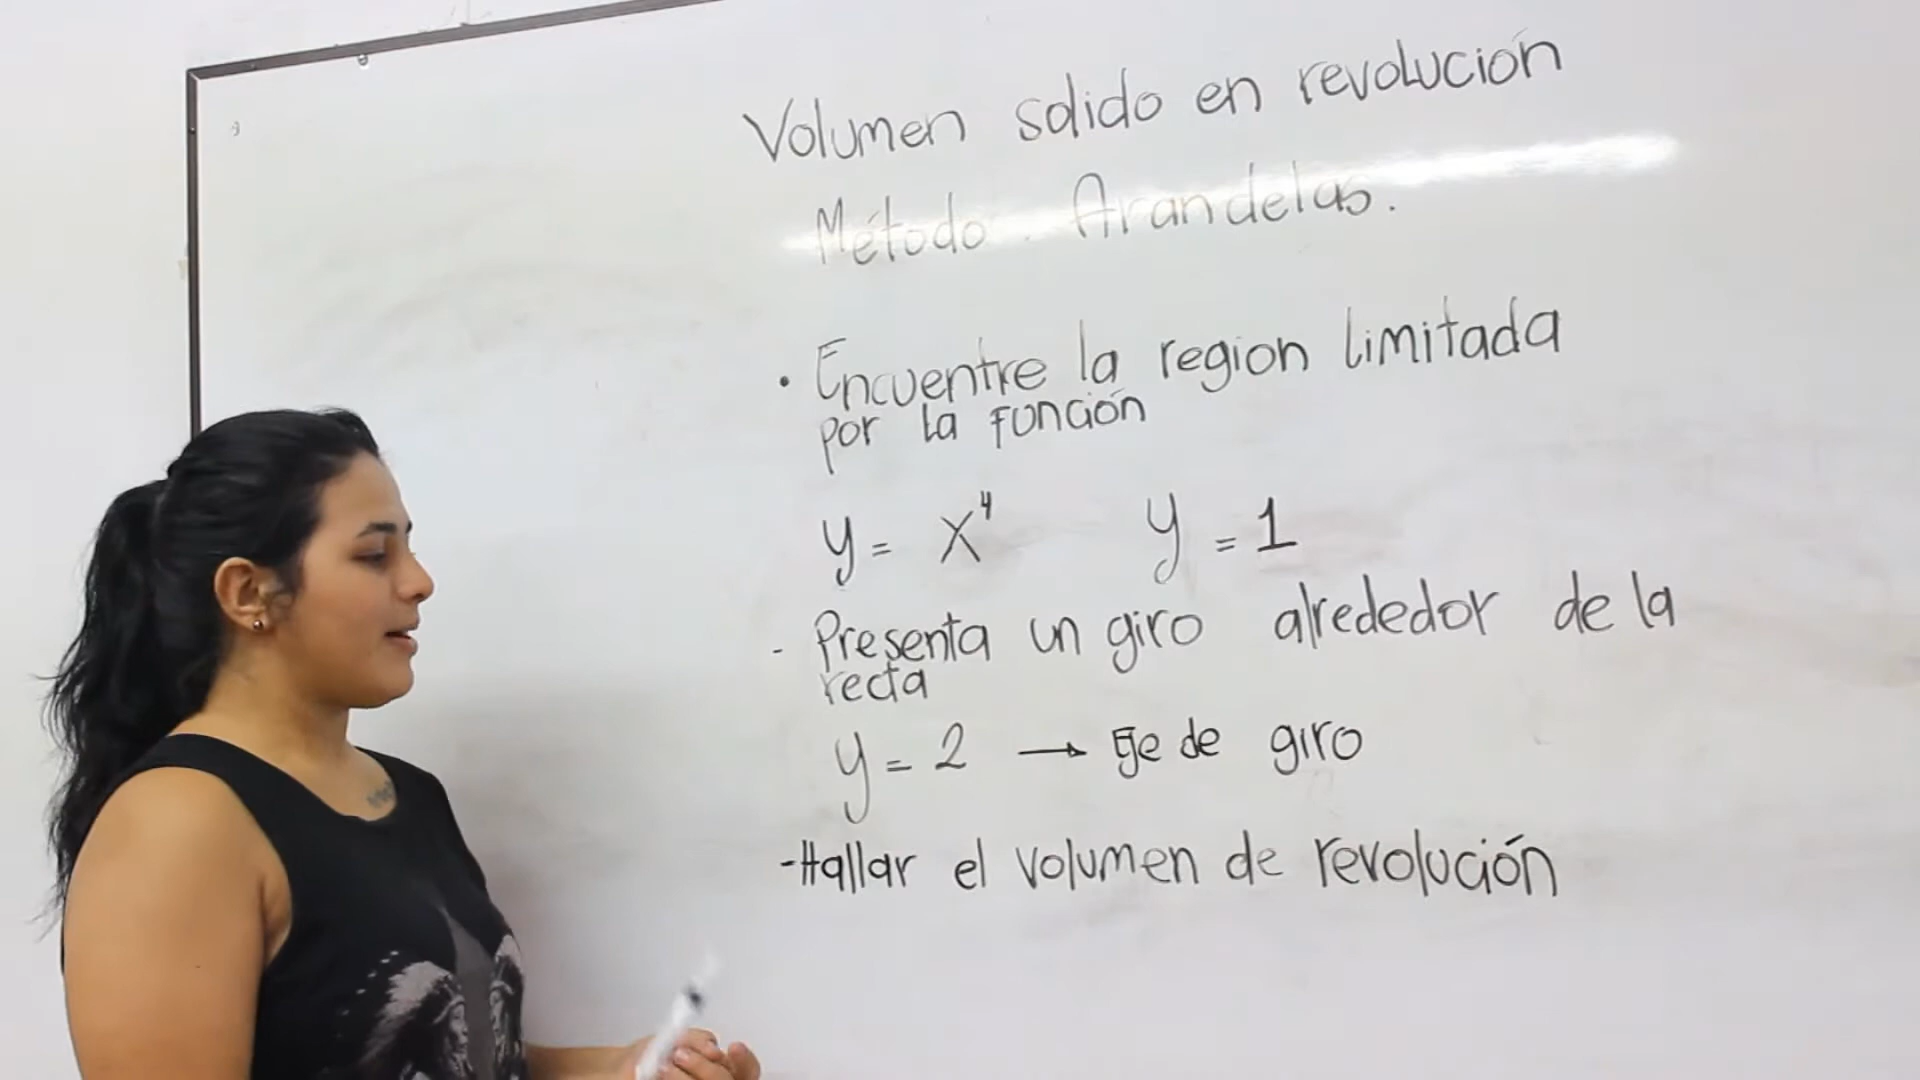 Volumen solido en revolución
Método. Arandelas.
• Encuentre la region limitada
por la función
y = x⁴ y = 1
- Presenta un giro alrededor de la
recta
y = 2 → Eje de giro
- Hallar el volumen de revolución